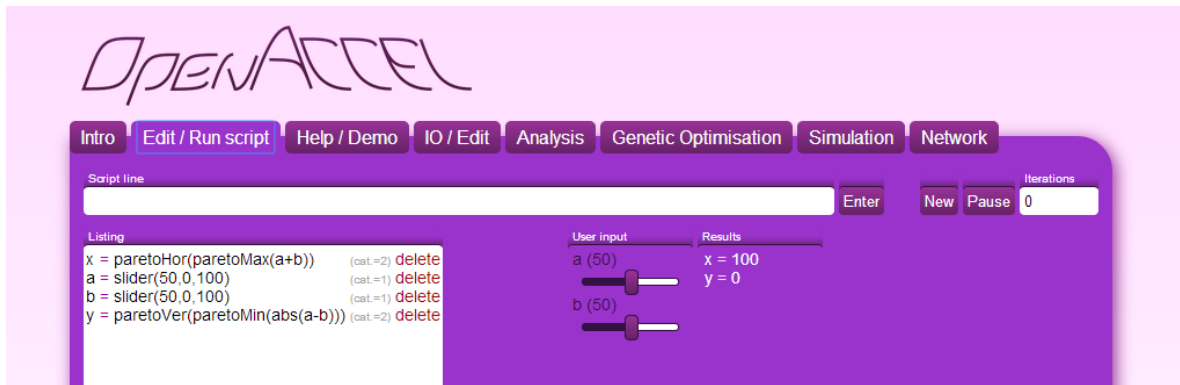 OpenAccel
Intro Edit / Run script Help / Demo IO / Edit Analysis Genetic Optimisation Simulation Network
Script line Iterations
Enter New Pause 0
Listing User input Results
x = paretoHor(paretoMax(a+b)) (cat.=2) delete a (50) x = 100
a = slider(50,0,100) (cat.=1) delete y = 0
b = slider(50,0,100) (cat.=1) delete b (50)
y = paretoVer(paretoMin(abs(a-b))) (cat.=2) delete